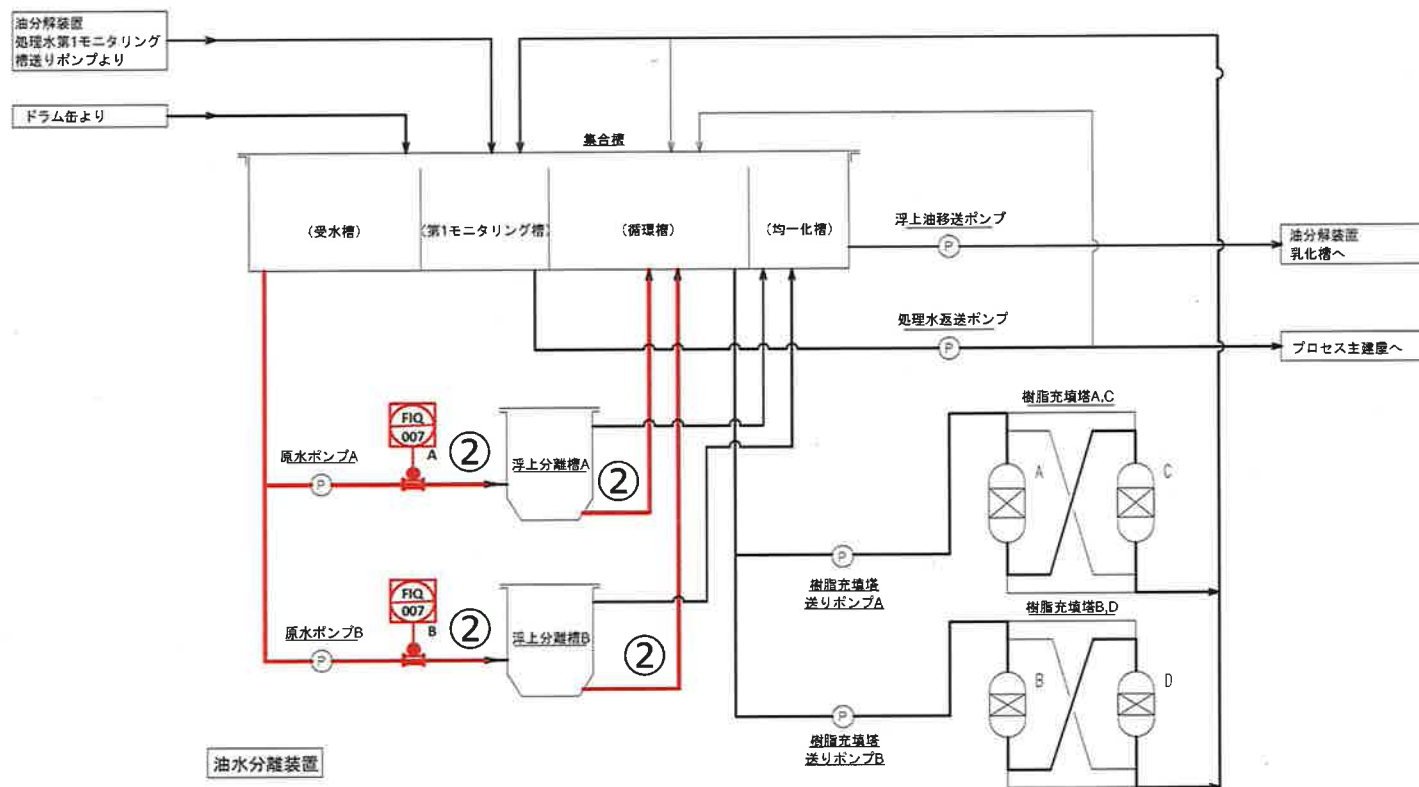 油分解装置
処理水第1モニタリング
槽送りポンプより
ドラム缶より
集合槽
(受水槽)
(第1モニタリング槽)
(循環槽)
(均一化槽)
浮上油移送ポンプ
P
油分解装置
乳化槽へ
処理水返送ポンプ
P
プロセス主建屋へ
FIQ
007
A
②
原水ポンプA
P
浮上分離槽A
②
樹脂充填塔A,C
A
C
P
樹脂充填塔
送りポンプA
FIQ
007
B
②
原水ポンプB
P
浮上分離槽B
②
樹脂充填塔B,D
B
D
P
樹脂充填塔
送りポンプB
油水分離装置